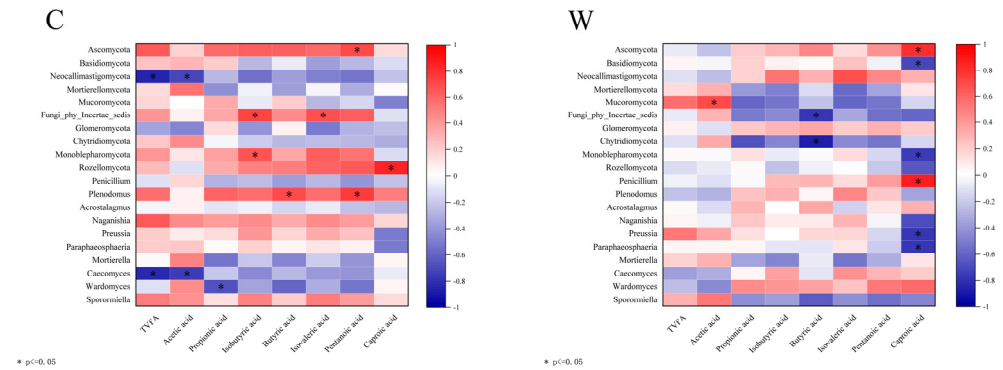 C
Ascomycota
Basidiomycota
Neocallimastigomycota
Mortierellomycota
Mucoromycota
Fungi_phy_Incertae_sedis
Glomeromycota
Chytridiomycota
Monoblepharomycota
Rozellomycota
Penicillium
Plenodomus
Acrostalagmus
Naganishia
Preussia
Paraphaeosphaeria
Mortierella
Caecomyces
Wardomyces
Sporormiella
TVFA
Acetic acid
Propionic acid
Isobutyric acid
Butyric acid
Iso-valeric acid
Pentanoic acid
Caproic acid
1
0.8
0.6
0.4
0.2
0
-0.2
-0.4
-0.6
-0.8
-1
* p<=0.05
W
Ascomycota
Basidiomycota
Neocallimastigomycota
Mortierellomycota
Mucoromycota
Fungi_phy_Incertae_sedis
Glomeromycota
Chytridiomycota
Monoblepharomycota
Rozellomycota
Penicillium
Plenodomus
Acrostalagmus
Naganishia
Preussia
Paraphaeosphaeria
Mortierella
Caecomyces
Wardomyces
Sporormiella
TVFA
Acetic acid
Propionic acid
Isobutyric acid
Butyric acid
Iso-valeric acid
Pentanoic acid
Caproic acid
1
0.8
0.6
0.4
0.2
0
-0.2
-0.4
-0.6
-0.8
-1
* p<=0.05